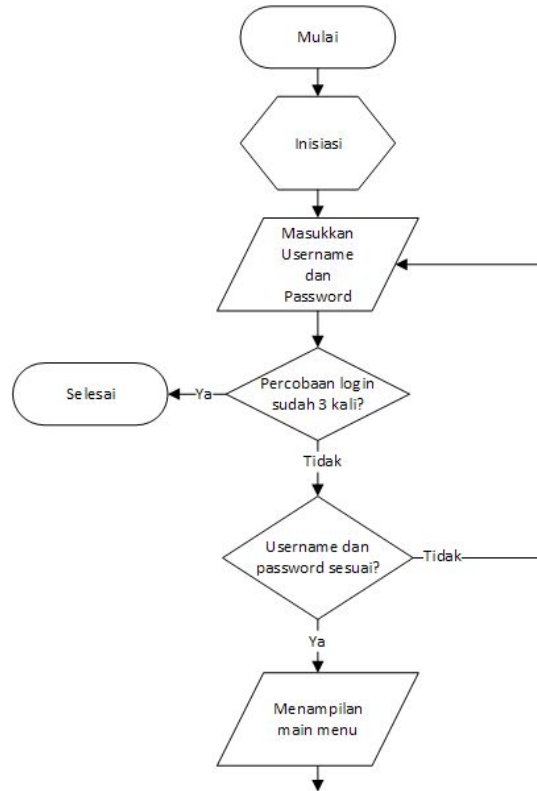 Mulai
Inisiasi
Masukkan
Username
dan
Password
Percobaan login
sudah 3 kali?
Ya
Selesai
Tidak
Username dan
password sesuai?
Tidak
Ya
Menampilan
main menu